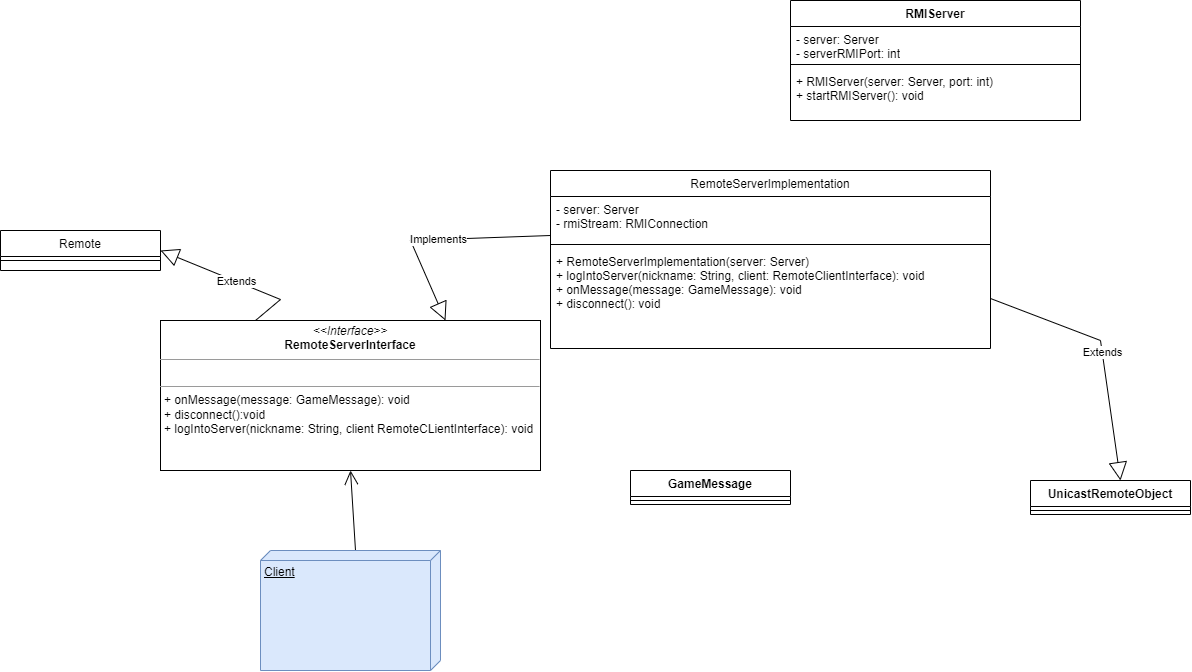 RMIServer
- server: Server
- serverRMIPort: int
+ RMIServer(server: Server, port: int)
+ startRMIServer(): void
RemoteServerImplementation
- server: Server
- rmiStream: RMIConnection
+ RemoteServerImplementation(server: Server)
+ logIntoServer(nickname: String, client: RemoteClientInterface): void
+ onMessage(message: GameMessage): void
+ disconnect(): void
Remote
Implements
Extends
<<Interface>>
RemoteServerInterface
+ onMessage(message: GameMessage): void
+ disconnect():void
+ logIntoServer(nickname: String, client RemoteCLientInterface): void
Extends
GameMessage
UnicastRemoteObject
Client